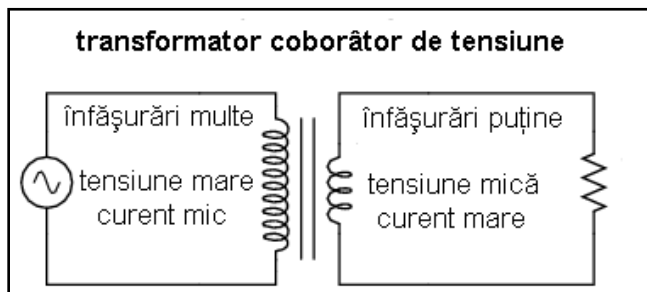 transformator coborâtor de tensiune
înfăşurări multe
tensiune mare
curent mic
înfăşurări puţine
tensiune mică
curent mare